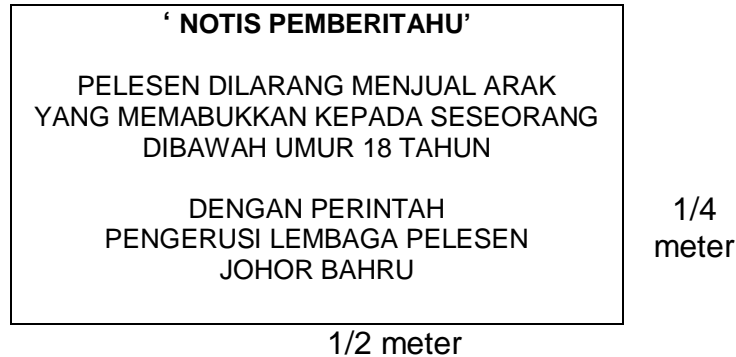 ‘ NOTIS PEMBERITAHU’
PELESEN DILARANG MENJUAL ARAK
YANG MEMABUKKAN KEPADA SESEORANG
DIBAWAH UMUR 18 TAHUN
DENGAN PERINTAH
PENGERUSI LEMBAGA PELESEN
JOHOR BAHRU
1/4
meter
1/2 meter